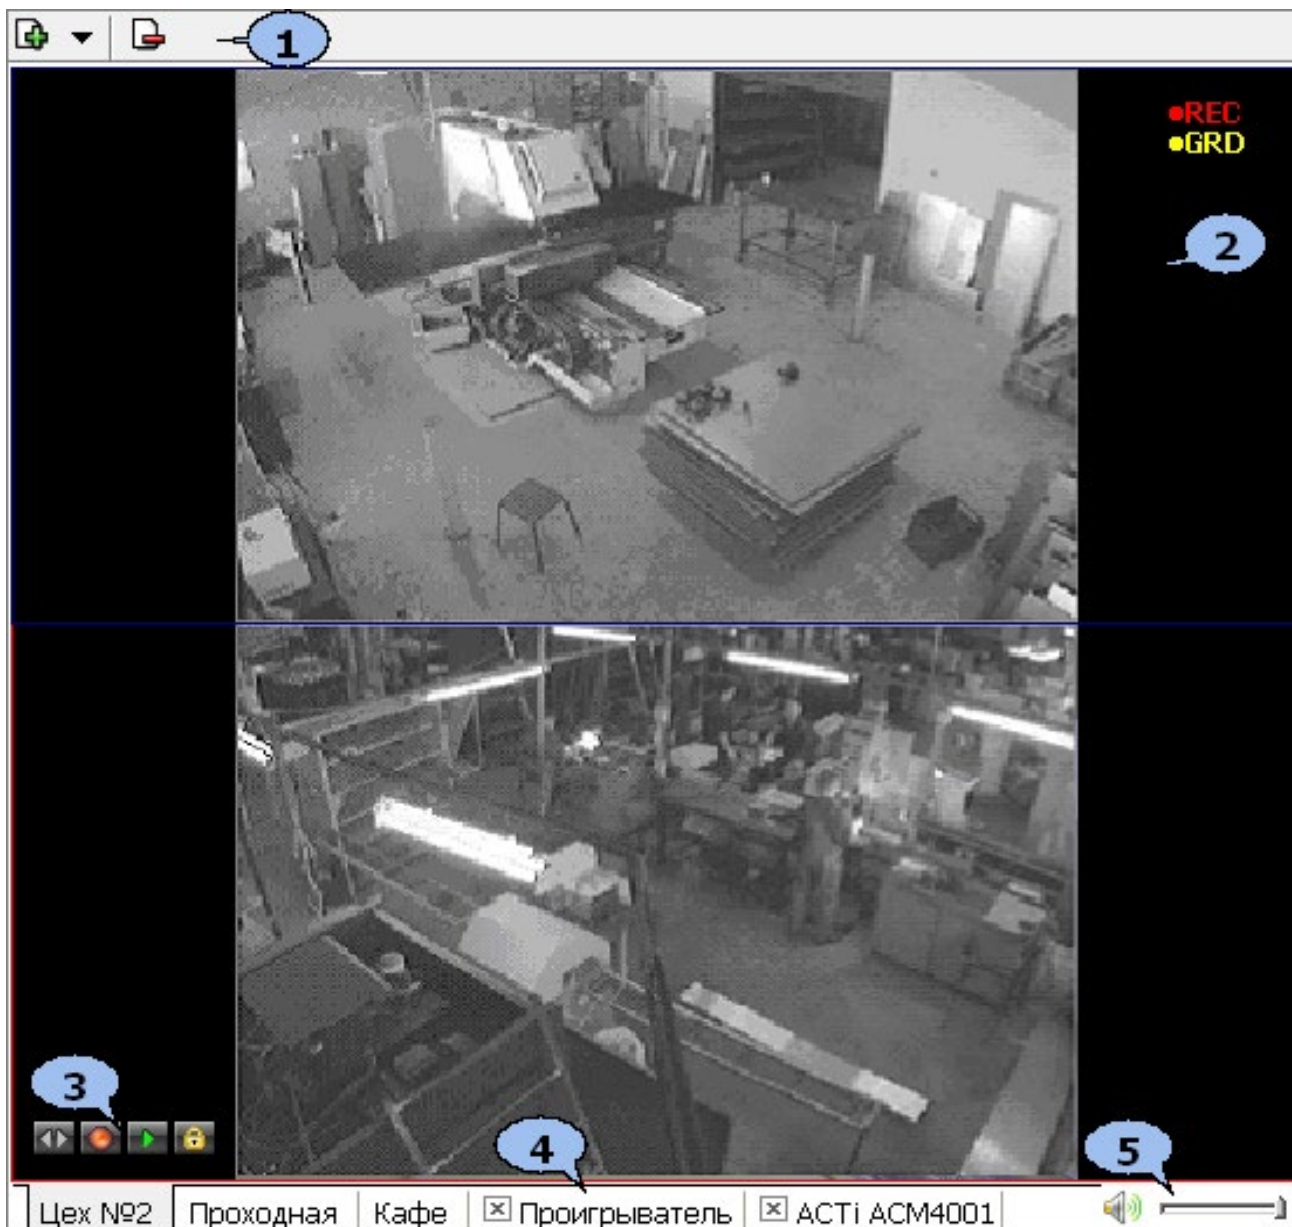 1
REC
GRD
2
3
4
5
Цех №2
Проходная
Кафе
Проигрыватель
ACTi ACM4001